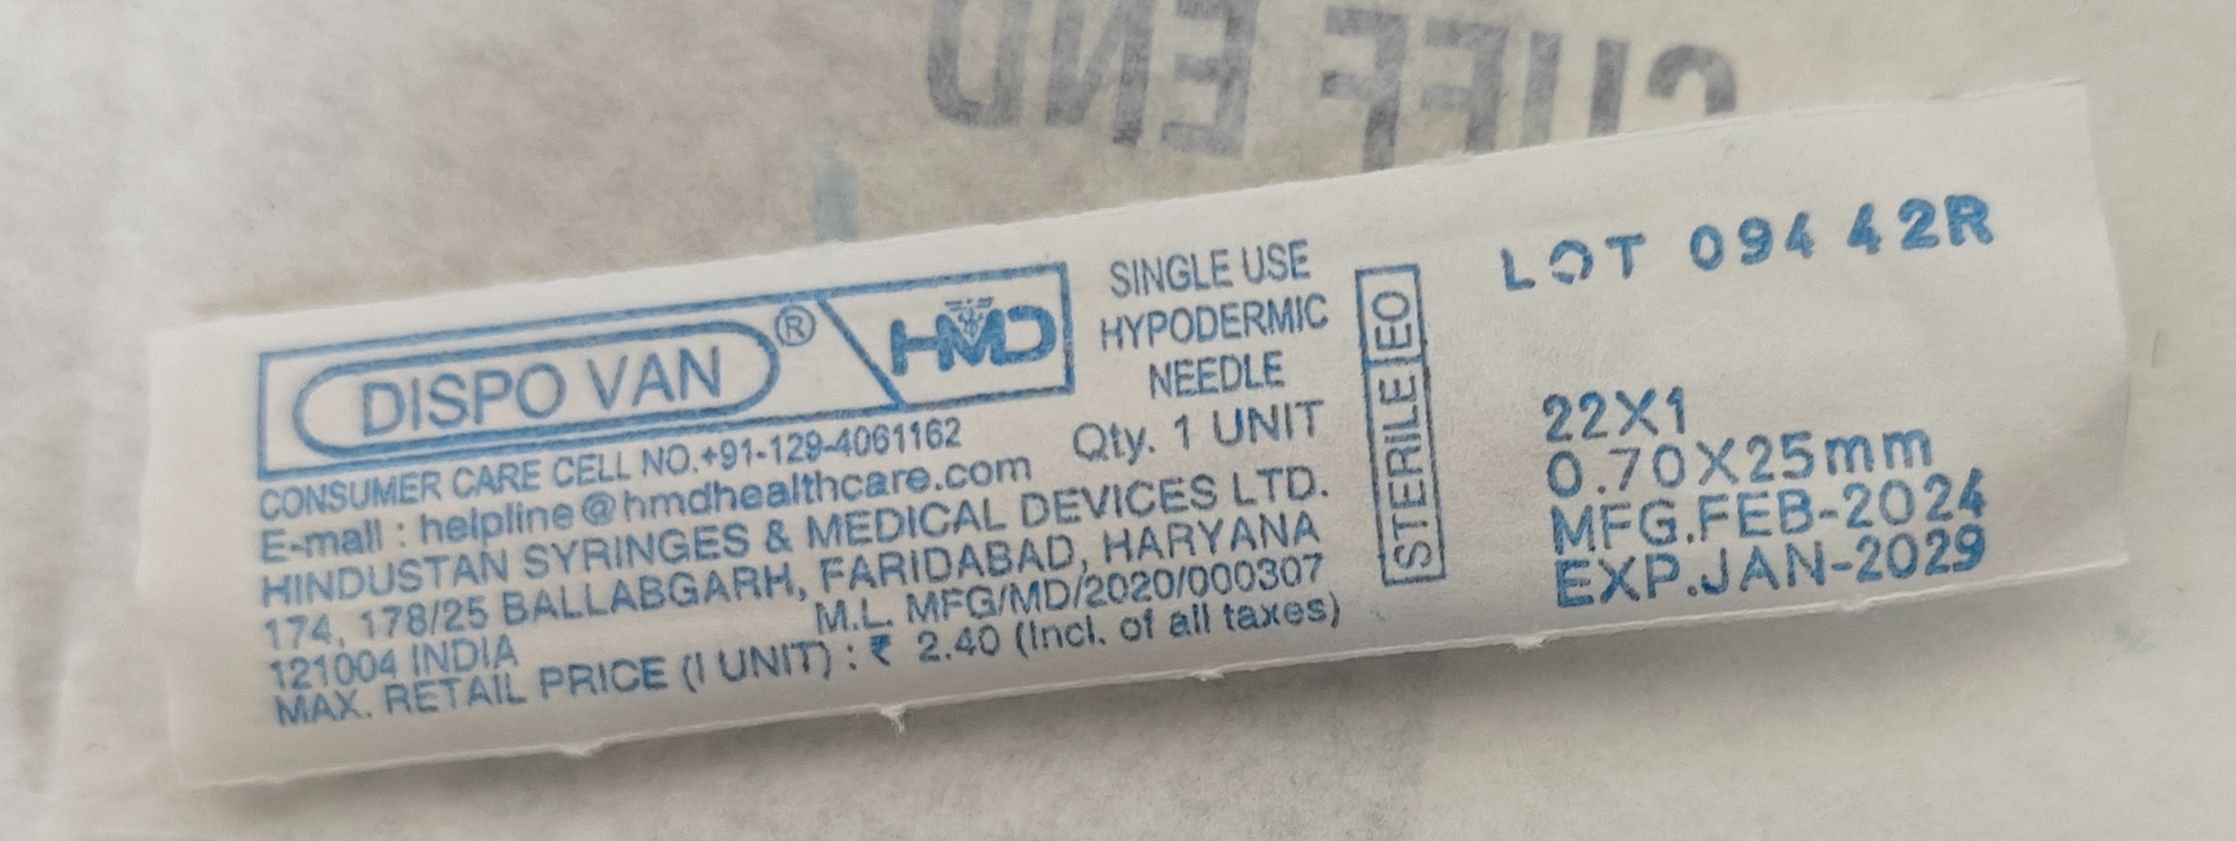 CUFF END
DISPO VAN®
HMD
CONSUMER CARE CELL NO.+91-129-4061162
E-mail : helpline@hmdhealthcare.com
HINDUSTAN SYRINGES & MEDICAL DEVICES LTD.
174, 178/25 BALLABGARH, FARIDABAD, HARYANA
121004 INDIA
M.L. MFG/MD/2020/000307
MAX. RETAIL PRICE (I UNIT) : ₹ 2.40 (Incl. of all taxes)
SINGLE USE
HYPODERMIC
NEEDLE
Qty. 1 UNIT
STERILE EO
LOT 09442R
22X1
0.70X25mm
MFG.FEB-2024
EXP.JAN-2029